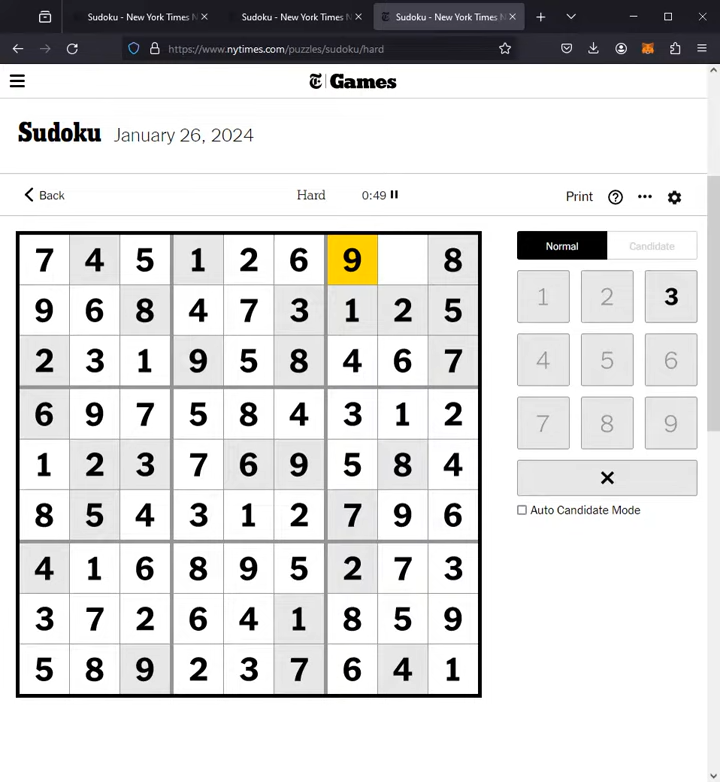 Sudoku - New York Times N
Sudoku - New York Times N
Sudoku - New York Times N
https://www.nytimes.com/puzzles/sudoku/hard
T Games
Sudoku January 26, 2024
Back
Hard
0:49
Print
Normal
Candidate
7 4 5 1 2 6 9 8
9 6 8 4 7 3 1 2 5
2 3 1 9 5 8 4 6 7
6 9 7 5 8 4 3 1 2
1 2 3 7 6 9 5 8 4
8 5 4 3 1 2 7 9 6
4 1 6 8 9 5 2 7 3
3 7 2 6 4 1 8 5 9
5 8 9 2 3 7 6 4 1
1 2 3
4 5 6
7 8 9
Auto Candidate Mode